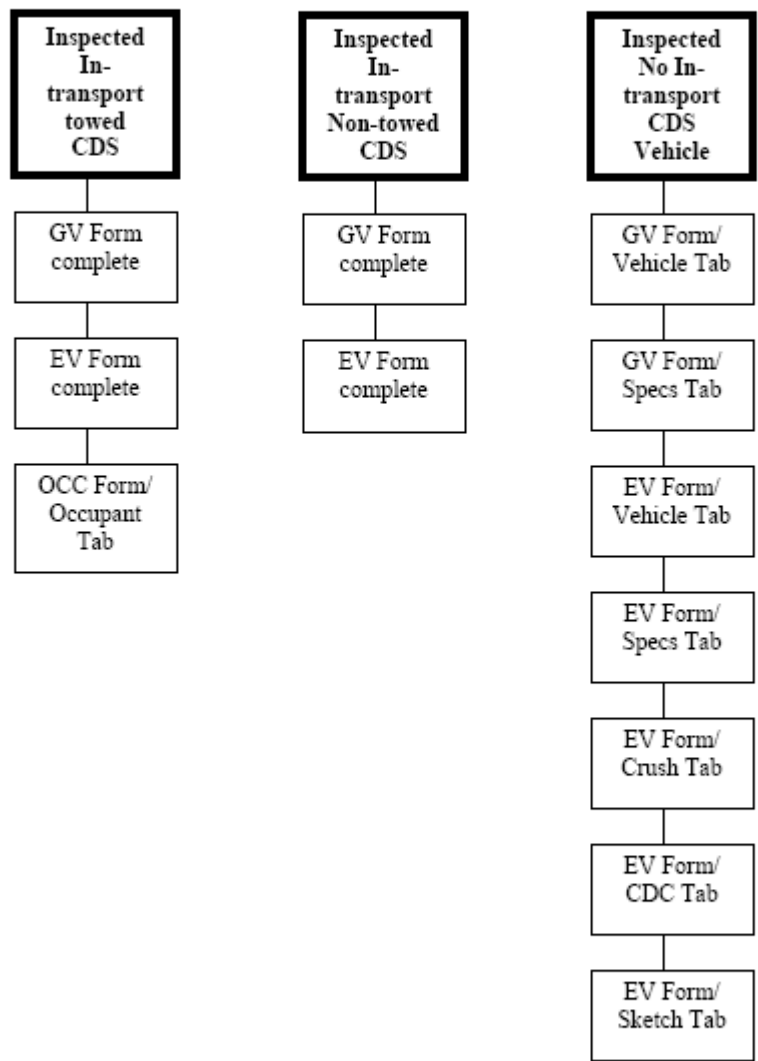 Inspected
In-
transport
towed
CDS
GV Form
complete
EV Form
complete
OCC Form/
Occupant
Tab
Inspected
In-
transport
Non-towed
CDS
GV Form
complete
EV Form
complete
Inspected
No In-
transport
CDS
Vehicle
GV Form/
Vehicle Tab
GV Form/
Specs Tab
EV Form/
Vehicle Tab
EV Form/
Specs Tab
EV Form/
Crush Tab
EV Form/
CDC Tab
EV Form/
Sketch Tab